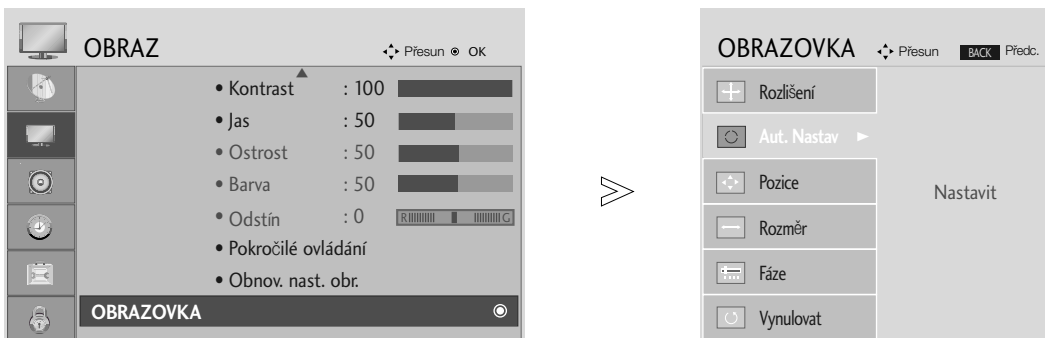 OBRAZ Přesun OK
• Kontrast : 100
• Jas : 50
• Ostrost : 50
• Barva : 50
• Odstín : 0 R G
• Pokročilé ovládání
• Obnov. nast. obr.
OBRAZOVKA
OBRAZOVKA Přesun BACK Předc.
Rozlišení
Aut. Nastav
Pozice
Rozměr
Fáze
Vynulovat
Nastavit